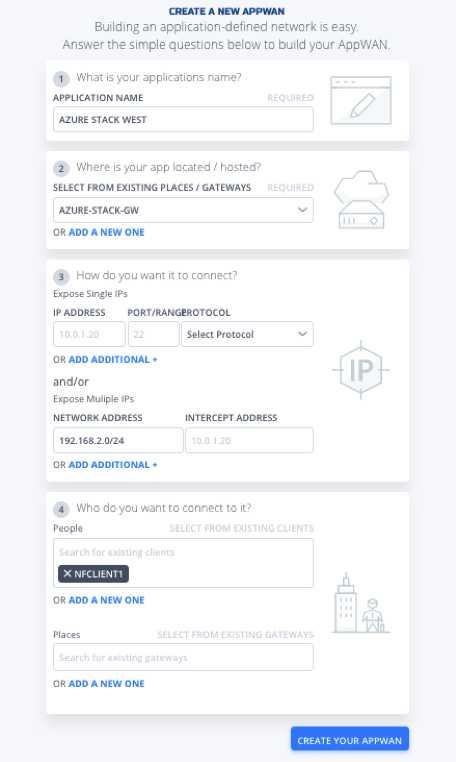 CREATE A NEW APPWAN
Building an application-defined network is easy.
Answer the simple questions below to build your AppWAN.
1 What is your applications name?
APPLICATION NAME REQUIRED
AZURE STACK WEST
2 Where is your app located / hosted?
SELECT FROM EXISTING PLACES / GATEWAYS REQUIRED
AZURE-STACK-GW
OR ADD A NEW ONE
3 How do you want it to connect?
Expose Single IPs
IP ADDRESS PORT/RANGE PROTOCOL
10.0.1.20 22 Select Protocol
OR ADD ADDITIONAL +
IP
and/or
Expose Muliple IPs
NETWORK ADDRESS INTERCEPT ADDRESS
192.168.2.0/24 10.0.1.20
OR ADD ADDITIONAL +
4 Who do you want to connect to it?
People SELECT FROM EXISTING CLIENTS
Search for existing clients
✕ NFCLIENT1
OR ADD A NEW ONE
Places SELECT FROM EXISTING GATEWAYS
Search for existing gateways
OR ADD A NEW ONE
CREATE YOUR APPWAN